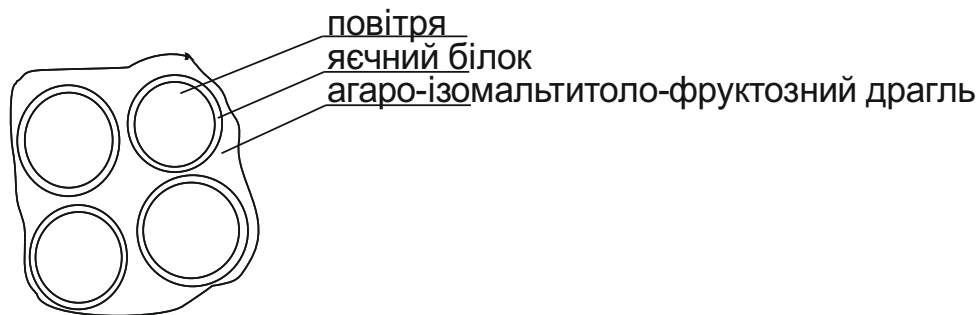 повітря
яєчний білок
агаро-ізомальтитоло-фруктозний драгль